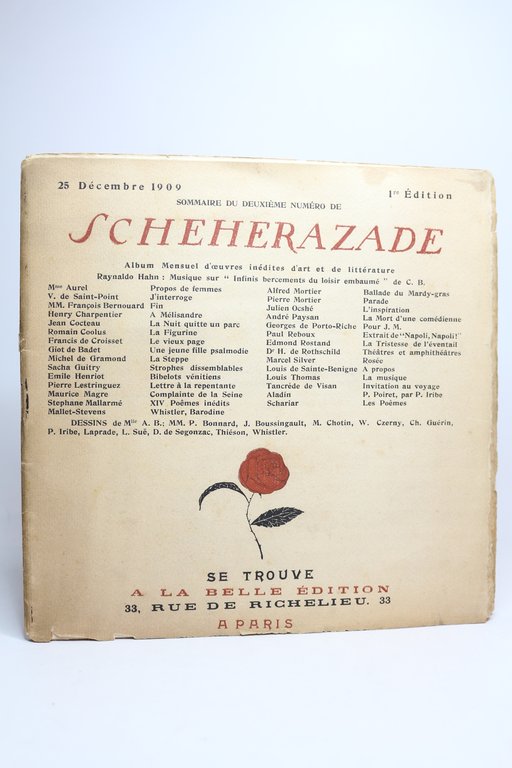 25 Décembre 1909
1re Édition
SOMMAIRE DU DEUXIÈME NUMÉRO DE
SCHEHERAZADE
Album Mensuel d'œuvres inédites d'art et de littérature
Raynaldo Hahn : Musique sur " Infinis bercements du loisir embaumé " de C. B.
Mme Aurel Propos de femmes
V. de Saint-Point J'interroge
MM. François Bernouard Fin
Henry Charpentier A Mélisandre
Jean Cocteau La Nuit quitte un parc
Romain Coolus La Figurine
Francis de Croisset Le vieux page
Giot de Badet Une jeune fille psalmodie
Michel de Gramond La Steppe
Sacha Guitry Strophes dissemblables
Emile Henriot Bibelots vénitiens
Pierre Lestringuez Lettre à la repentante
Maurice Magre Complainte de la Seine
Stephane Mallarmé XIV Poêmes inédits
Mallet-Stevens Whistler, Barodine
Alfred Mortier Ballade du Mardy-gras
Pierre Mortier Parade
Julien Ocshé L'inspiration
André Paysan La Mort d'une comédienne
Georges de Porto-Riche Pour J. M.
Paul Reboux Extrait de "Napoli, Napoli!"
Edmond Rostand La Tristesse de l'éventail
Dr H. de Rothschild Théâtres et amphithéâtres
Marcel Silver Rosée
Louis de Sainte-Benigne A propos
Louis Thomas La musique
Tancrède de Visan Invitation au voyage
Aladin P. Poiret, par P. Iribe
Schariar Les Poêmes
DESSINS de Mlle A. B.; MM. P. Bonnard, J. Boussingault, M. Chotin, W. Czerny, Ch. Guérin,
P. Iribe, Laprade, L. Suë, D. de Segonzac, Thiéson, Whistler.
SE TROUVE
A LA BELLE ÉDITION
33, RUE DE RICHELIEU. 33
A PARIS